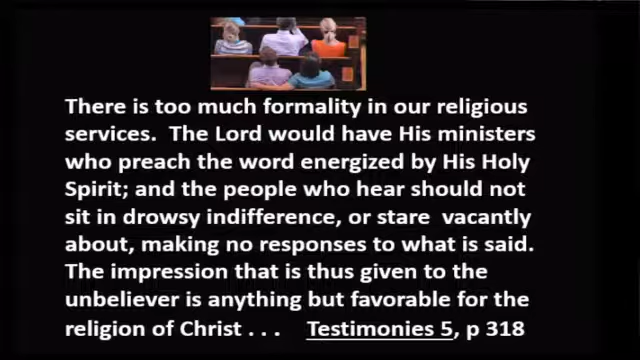 There is too much formality in our religious
services.  The Lord would have His ministers
who preach the word energized by His Holy
Spirit; and the people who hear should not
sit in drowsy indifference, or stare  vacantly
about, making no responses to what is said.
The impression that is thus given to the
unbeliever is anything but favorable for the
religion of Christ . . .    Testimonies 5, p 318